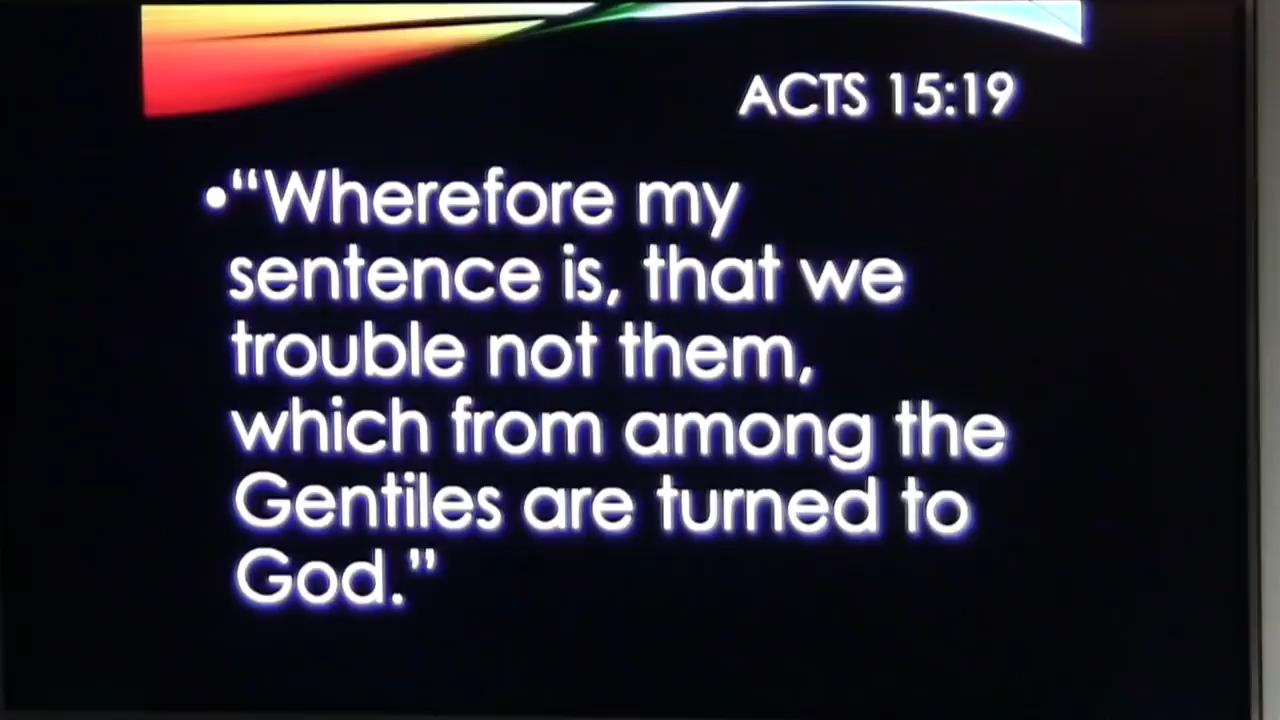 ACTS 15:19
•“Wherefore my
sentence is, that we
trouble not them,
which from among the
Gentiles are turned to
God.”